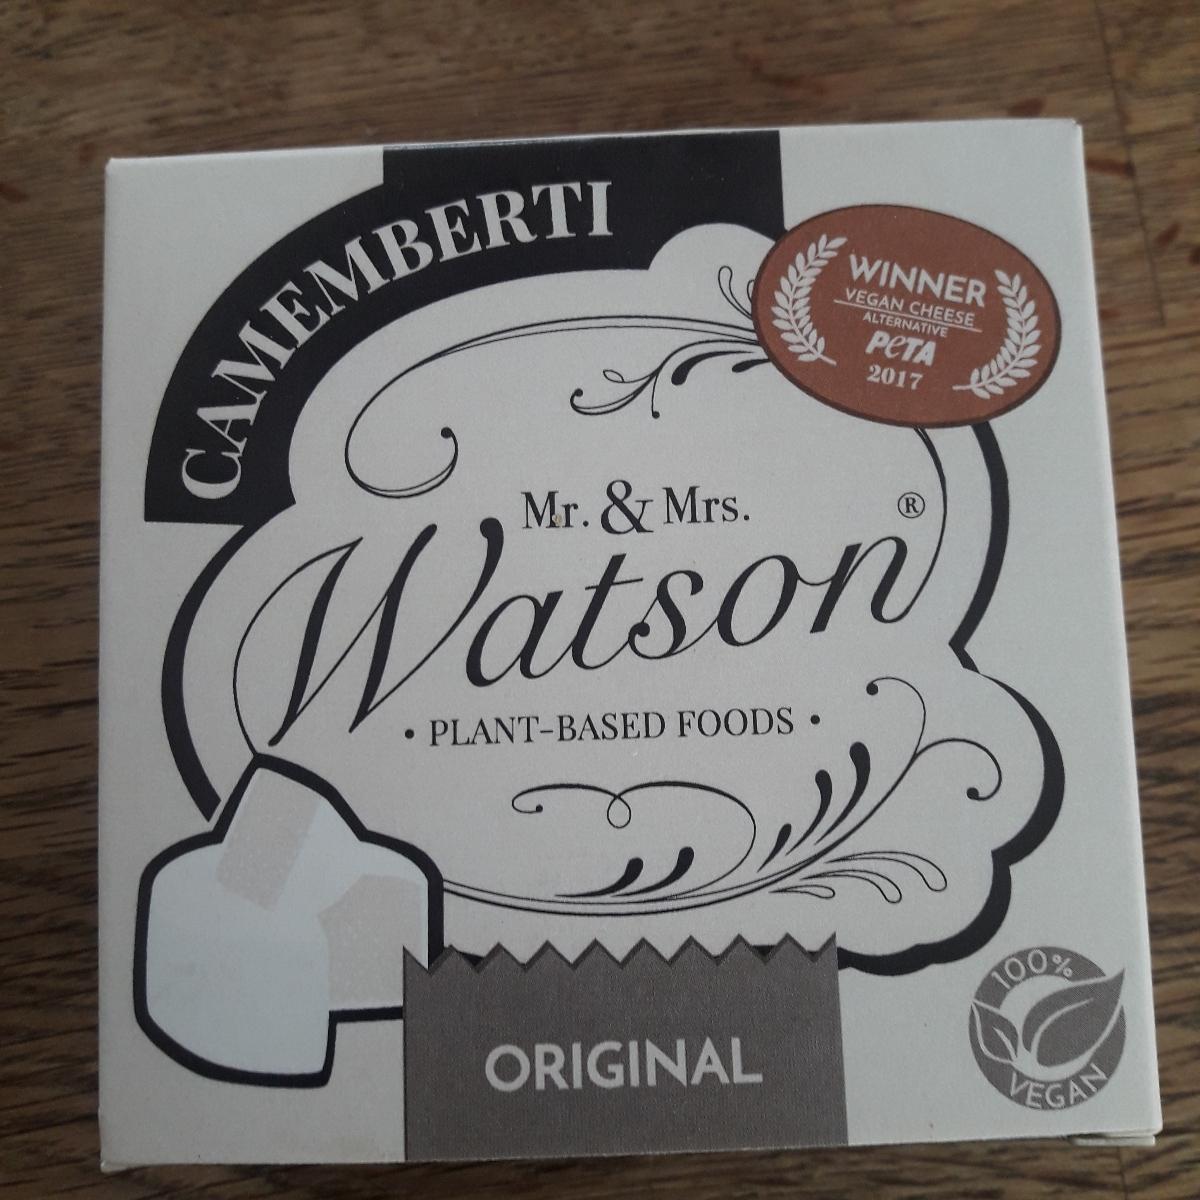 CAMEMBERTI
WINNER
VEGAN CHEESE
ALTERNATIVE
PeTA
2017
Mr. & Mrs.
Watson®
• PLANT-BASED FOODS •
ORIGINAL
100%
VEGAN